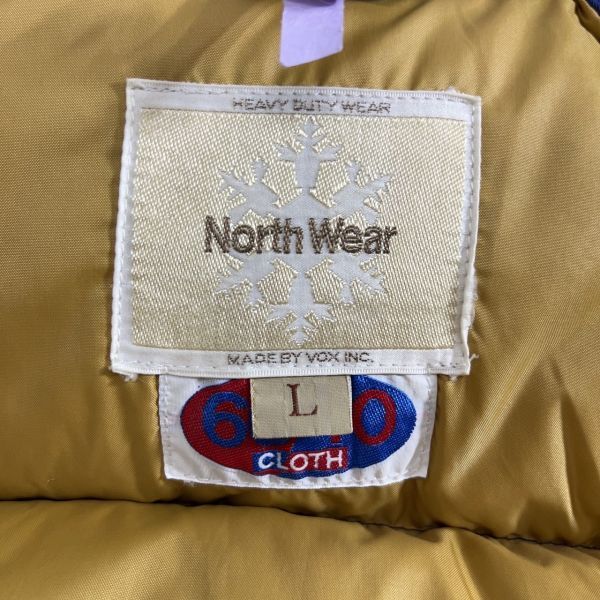 HEAVY DUTY WEAR
North Wear
MADE BY VOX INC.
L
CLOTH